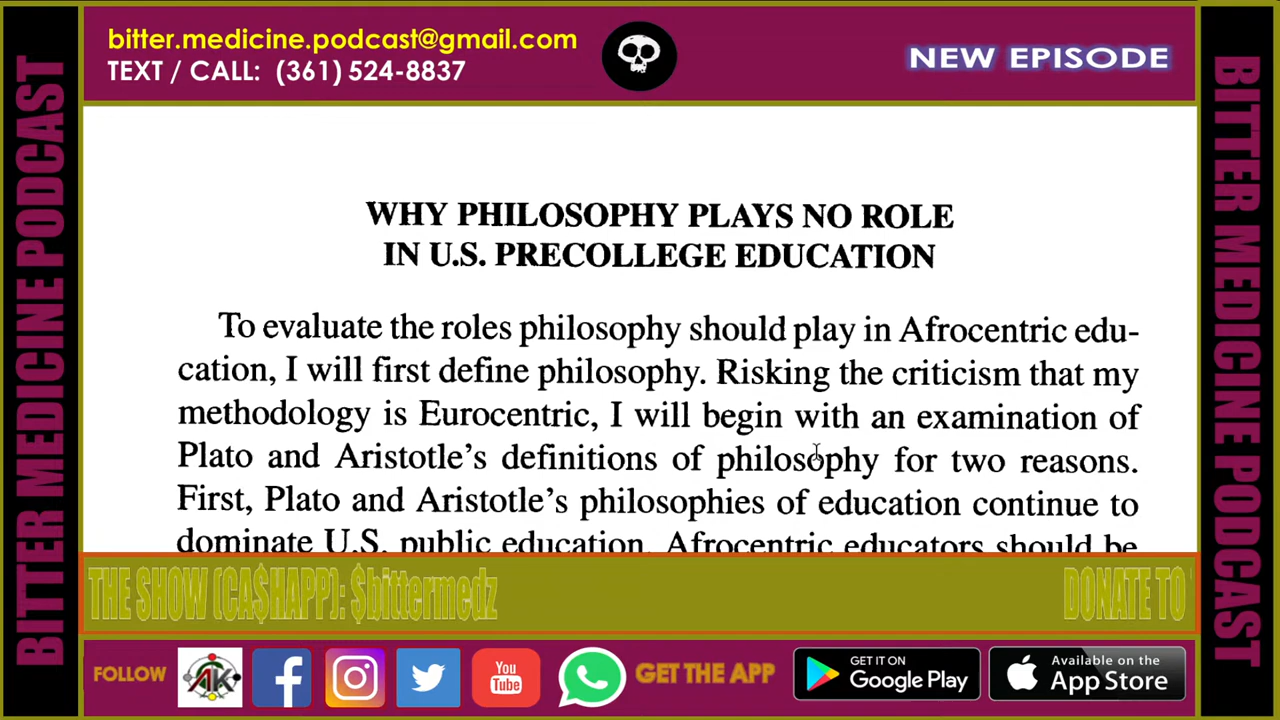 bitter.medicine.podcast@gmail.com
TEXT / CALL: (361) 524-8837
NEW EPISODE
BITTER MEDICINE PODCAST
WHY PHILOSOPHY PLAYS NO ROLE
IN U.S. PRECOLLEGE EDUCATION
To evaluate the roles philosophy should play in Afrocentric edu-
cation, I will first define philosophy. Risking the criticism that my
methodology is Eurocentric, I will begin with an examination of
Plato and Aristotle's definitions of philosophy for two reasons.
First, Plato and Aristotle's philosophies of education continue to
dominate U.S. public education. Afrocentric educators should be
BITTER MEDICINE PODCAST
THE SHOW (CA$HAPP): $bittermedz
DONATE TO
FOLLOW
ATK
You
Tube
GET THE APP
GET IT ON
Google Play
Available on the
App Store